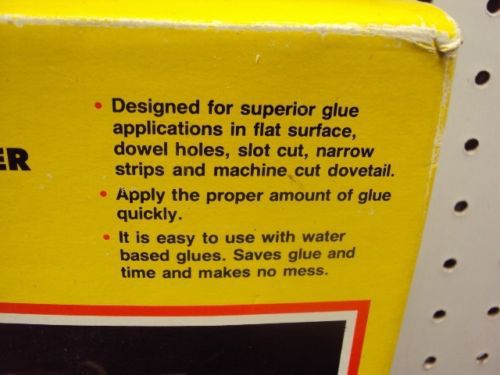 ER
• Designed for superior glue
applications in flat surface,
dowel holes, slot cut, narrow
strips and machine cut dovetail.
• Apply the proper amount of glue
quickly.
• It is easy to use with water
based glues. Saves glue and
time and makes no mess.